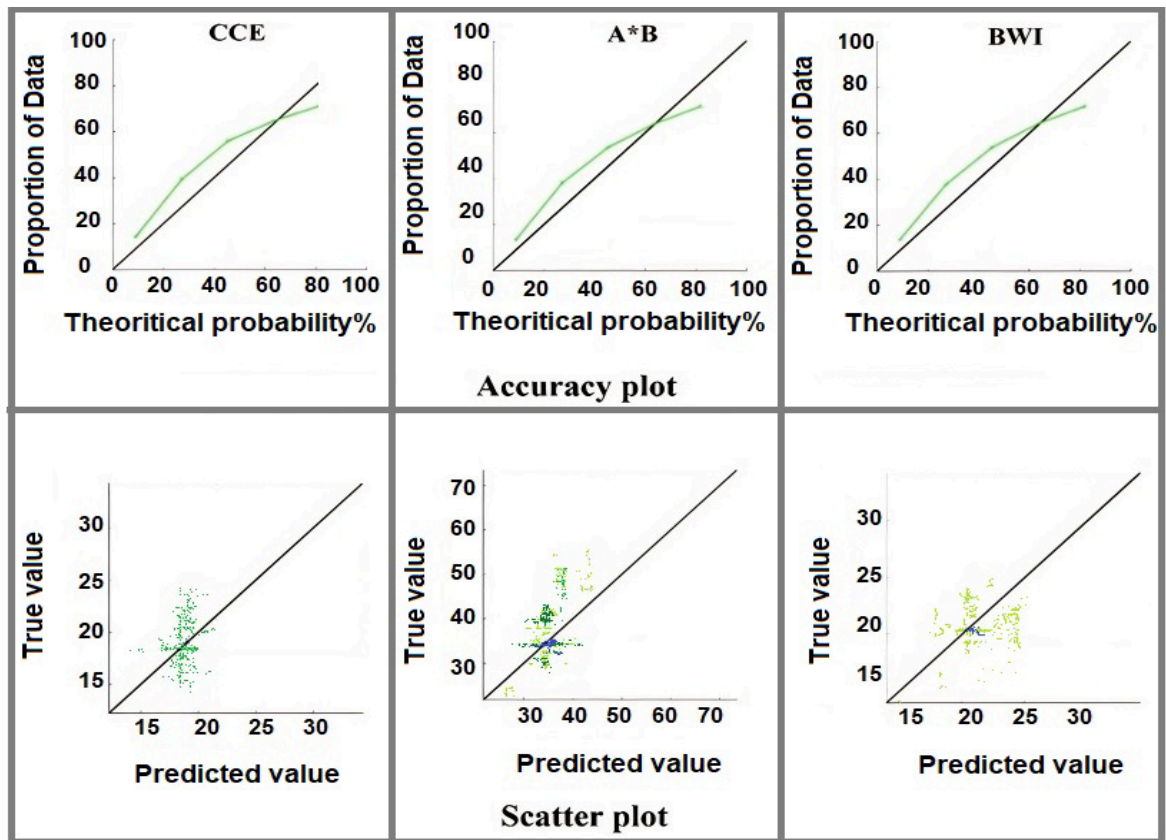 CCE
Proportion of Data
100
80
60
40
20
0
0 20 40 60 80 100
Theoritical probability%
A*B
Proportion of Data
100
80
60
40
20
0
0 20 40 60 80 100
Theoritical probability%
BWI
Proportion of Data
100
80
60
40
20
0
0 20 40 60 80 100
Theoritical probability%
Accuracy plot
True value
30
25
20
15
15 20 25 30
Predicted value
True value
70
60
50
40
30
30 40 50 60 70
Predicted value
True value
30
25
20
15
15 20 25 30
Predicted value
Scatter plot